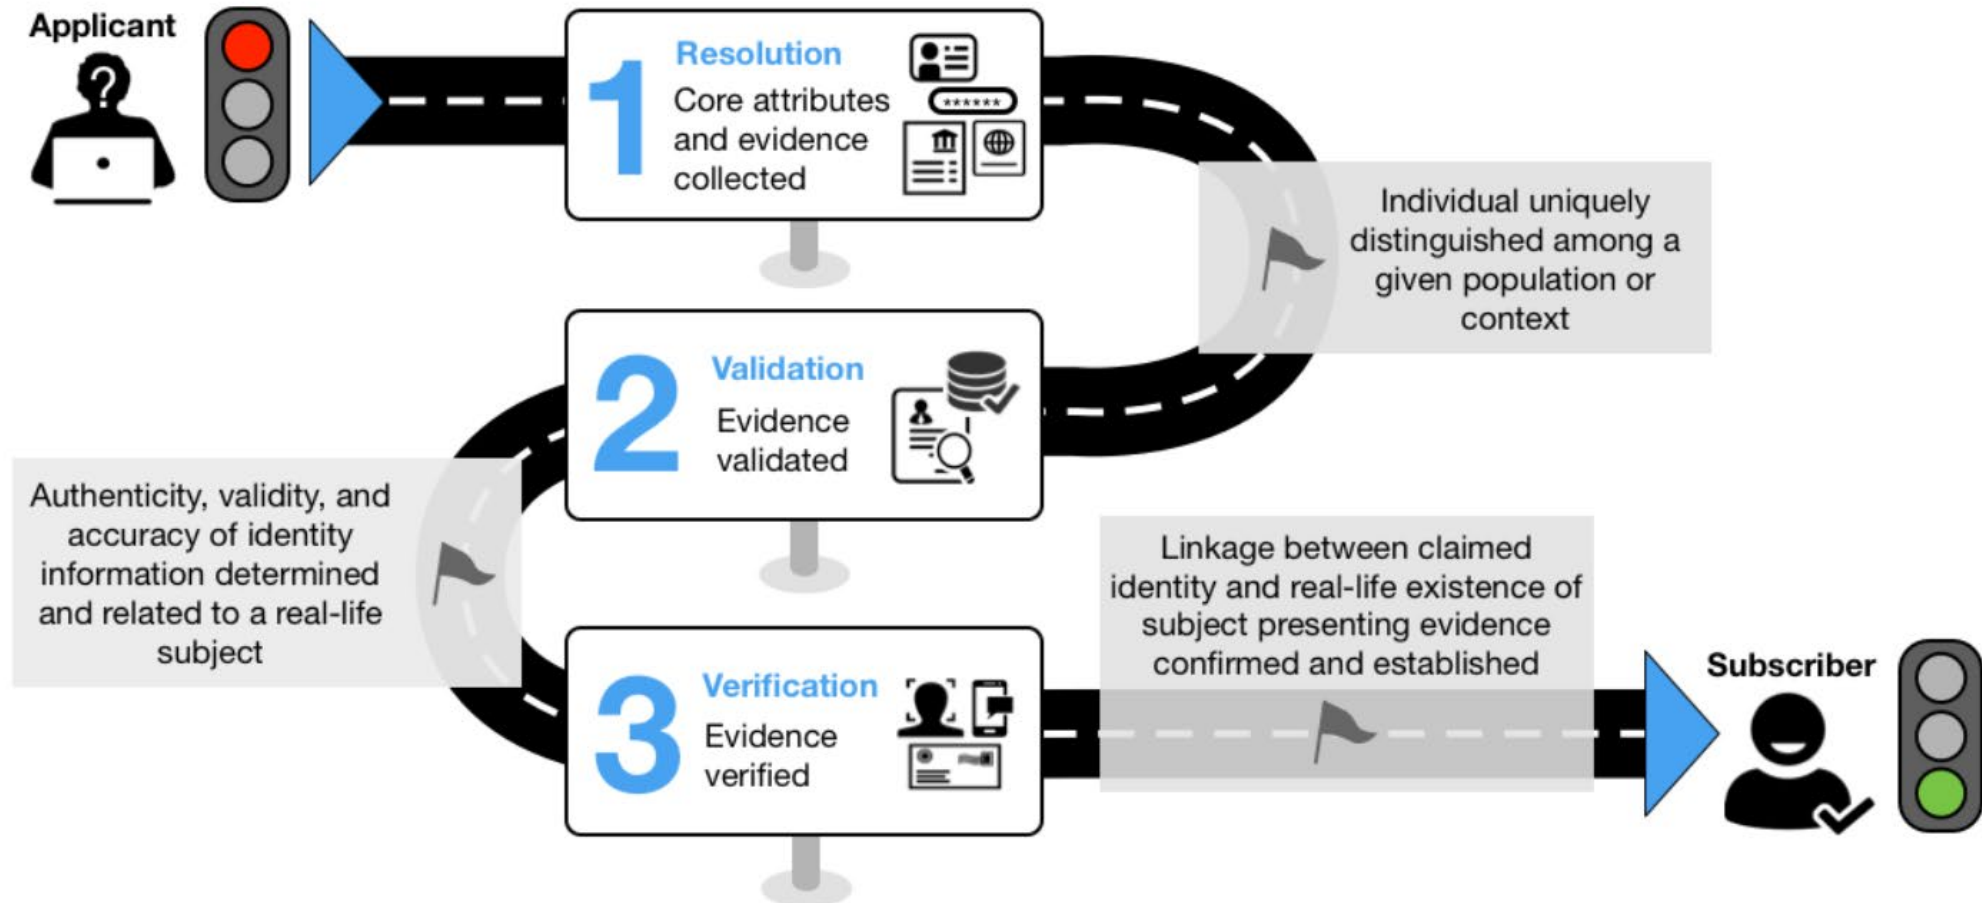 Applicant
?
1
Resolution
Core attributes
and evidence
collected
******
Individual uniquely
distinguished among a
given population or
context
2
Validation
Evidence
validated
Authenticity, validity, and
accuracy of identity
information determined
and related to a real-life
subject
3
Verification
Evidence
verified
Linkage between claimed
identity and real-life existence of
subject presenting evidence
confirmed and established
Subscriber